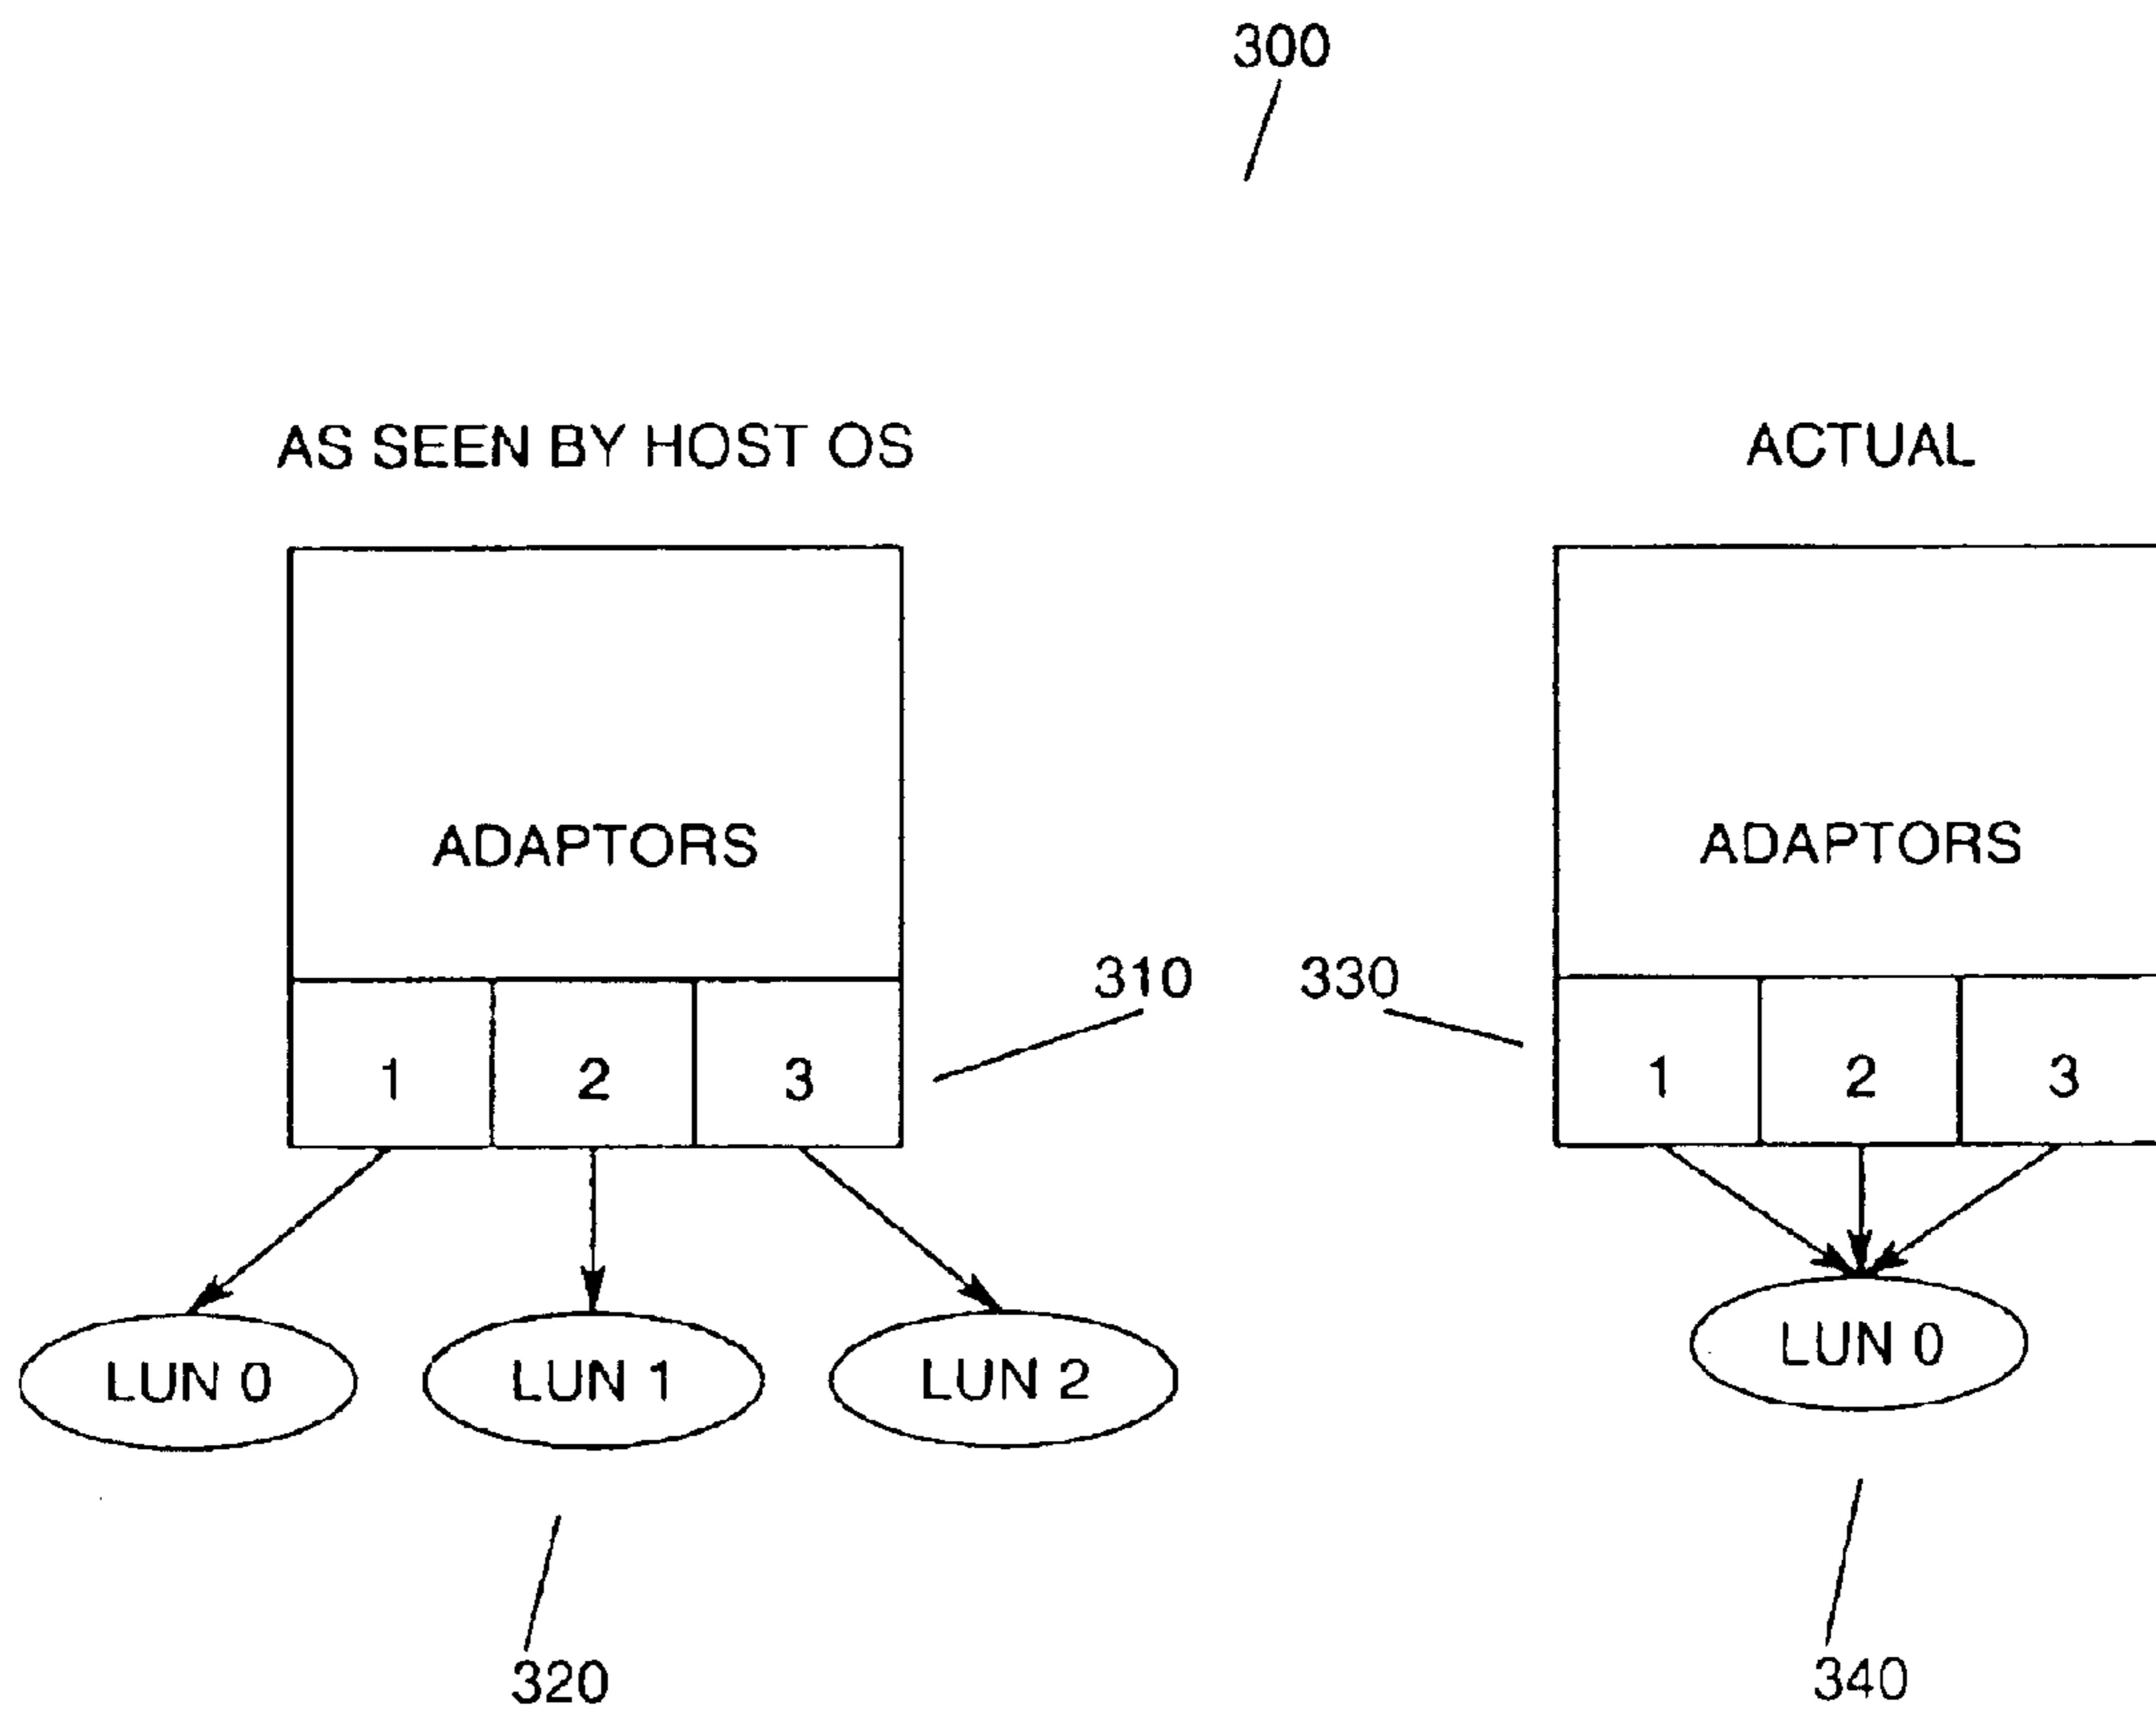 300
AS SEEN BY HOST OS
ACTUAL
ADAPTORS
ADAPTORS
310
330
1 2 3
1 2 3
LUN 0
LUN 1
LUN 2
LUN 0
320
340